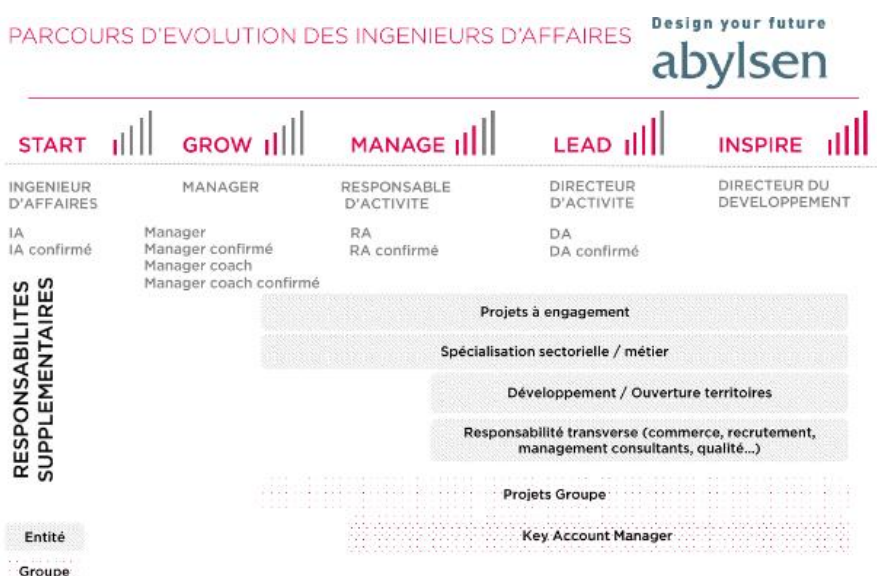 PARCOURS D'EVOLUTION DES INGENIEURS D'AFFAIRES
Design your future
abylsen
START
GROW
MANAGE
LEAD
INSPIRE
INGENIEUR
D'AFFAIRES
MANAGER
RESPONSABLE
D'ACTIVITE
DIRECTEUR
D'ACTIVITE
DIRECTEUR DU
DEVELOPPEMENT
IA
IA confirmé
Manager
Manager confirmé
Manager coach
Manager coach confirmé
RA
RA confirmé
DA
DA confirmé
RESPONSABILITES
SUPPLEMENTAIRES
Projets à engagement
Spécialisation sectorielle / métier
Développement / Ouverture territoires
Responsabilité transverse (commerce, recrutement,
management consultants, qualité...)
Projets Groupe
Key Account Manager
Entité
Groupe